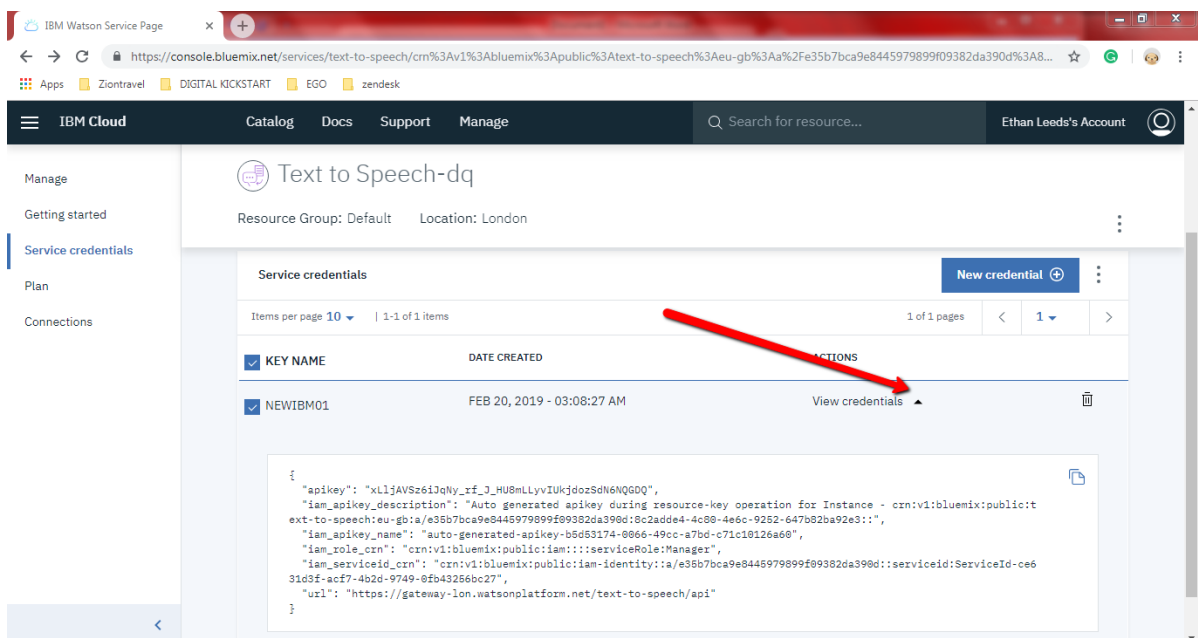 IBM Watson Service Page
https://console.bluemix.net/services/text-to-speech/crn%3Av1%3Abluemix%3Apublic%3Atext-to-speech%3Aeu-gb%3Aa%2Fe35b7bca9e8445979899f09382da390d%3A8...
Apps Ziontravel DIGITAL KICKSTART EGO zendesk
IBM Cloud Catalog Docs Support Manage Search for resource... Ethan Leeds's Account
Manage
Getting started
Service credentials
Plan
Connections
Text to Speech-dq
Resource Group: Default Location: London
Service credentials New credential
Items per page 10 | 1-1 of 1 items 1 of 1 pages 1
KEY NAME DATE CREATED ACTIONS
NEWIBM01 FEB 20, 2019 - 03:08:27 AM View credentials
{
"apikey": "xLljAVSz6iJqNy_rf_J_HU8mLLyvIUkjdozSdN6NQGDQ",
"iam_apikey_description": "Auto generated apikey during resource-key operation for Instance - crn:v1:bluemix:public:t
ext-to-speech:eu-gb:a/e35b7bca9e8445979899f09382da390d:8c2adde4-4c80-4e6c-9252-647b82ba92e3::",
"iam_apikey_name": "auto-generated-apikey-b5d53174-0066-49cc-a7bd-c71c10126a60",
"iam_role_crn": "crn:v1:bluemix:public:iam::::serviceRole:Manager",
"iam_serviceid_crn": "crn:v1:bluemix:public:iam-identity::a/e35b7bca9e8445979899f09382da390d::serviceid:ServiceId-ce6
31d3f-acf7-4b2d-9749-0fb43256bc27",
"url": "https://gateway-lon.watsonplatform.net/text-to-speech/api"
}